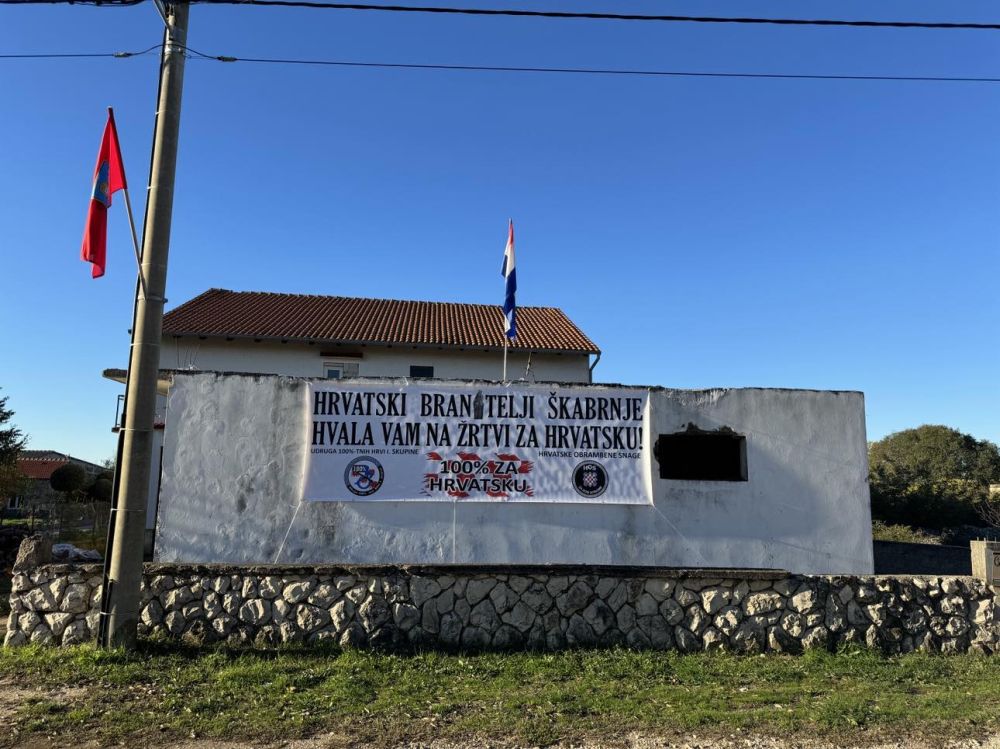 HRVATSKI BRANITELJI ŠKABRNJE
HVALA VAM NA ŽRTVI ZA HRVATSKU!
UDRUGA 100%-TNIH HRVI I. SKUPINE
HRVATSKE OBRAMBENE SNAGE
100% ZA
HRVATSKU
100%
HOS